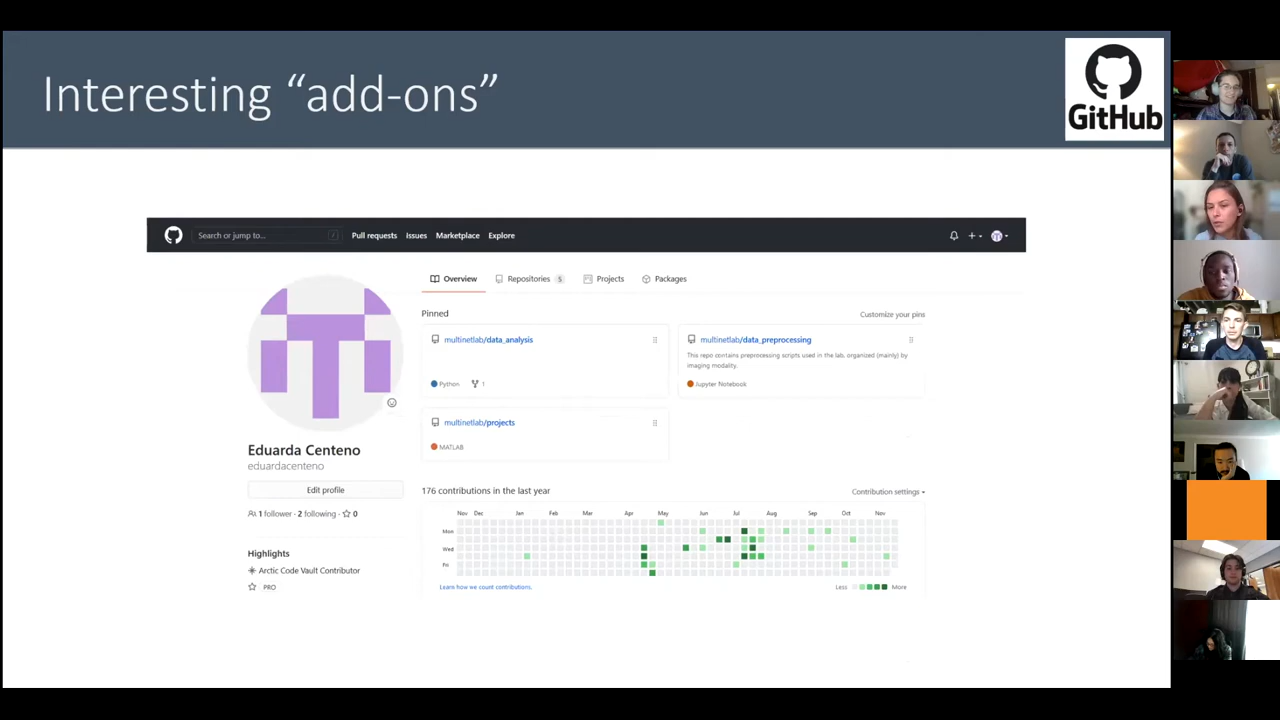 Interesting “add-ons”
GitHub
Search or jump to... /
Pull requests Issues Marketplace Explore
Overview Repositories 5 Projects Packages
Pinned
Customize your pins
multinetlab/data_analysis
Python 1
multinetlab/data_preprocessing
This repo contains preprocessing scripts used in the lab, organized (mainly) by
imaging modality.
Jupyter Notebook
multinetlab/projects
MATLAB
Eduarda Centeno
eduardacenteno
Edit profile
1 follower · 2 following · 0
Highlights
Arctic Code Vault Contributor
PRO
176 contributions in the last year
Contribution settings
Nov Dec Jan Feb Mar Apr May Jun Jul Aug Sep Oct Nov
Mon
Wed
Fri
Learn how we count contributions.
Less More